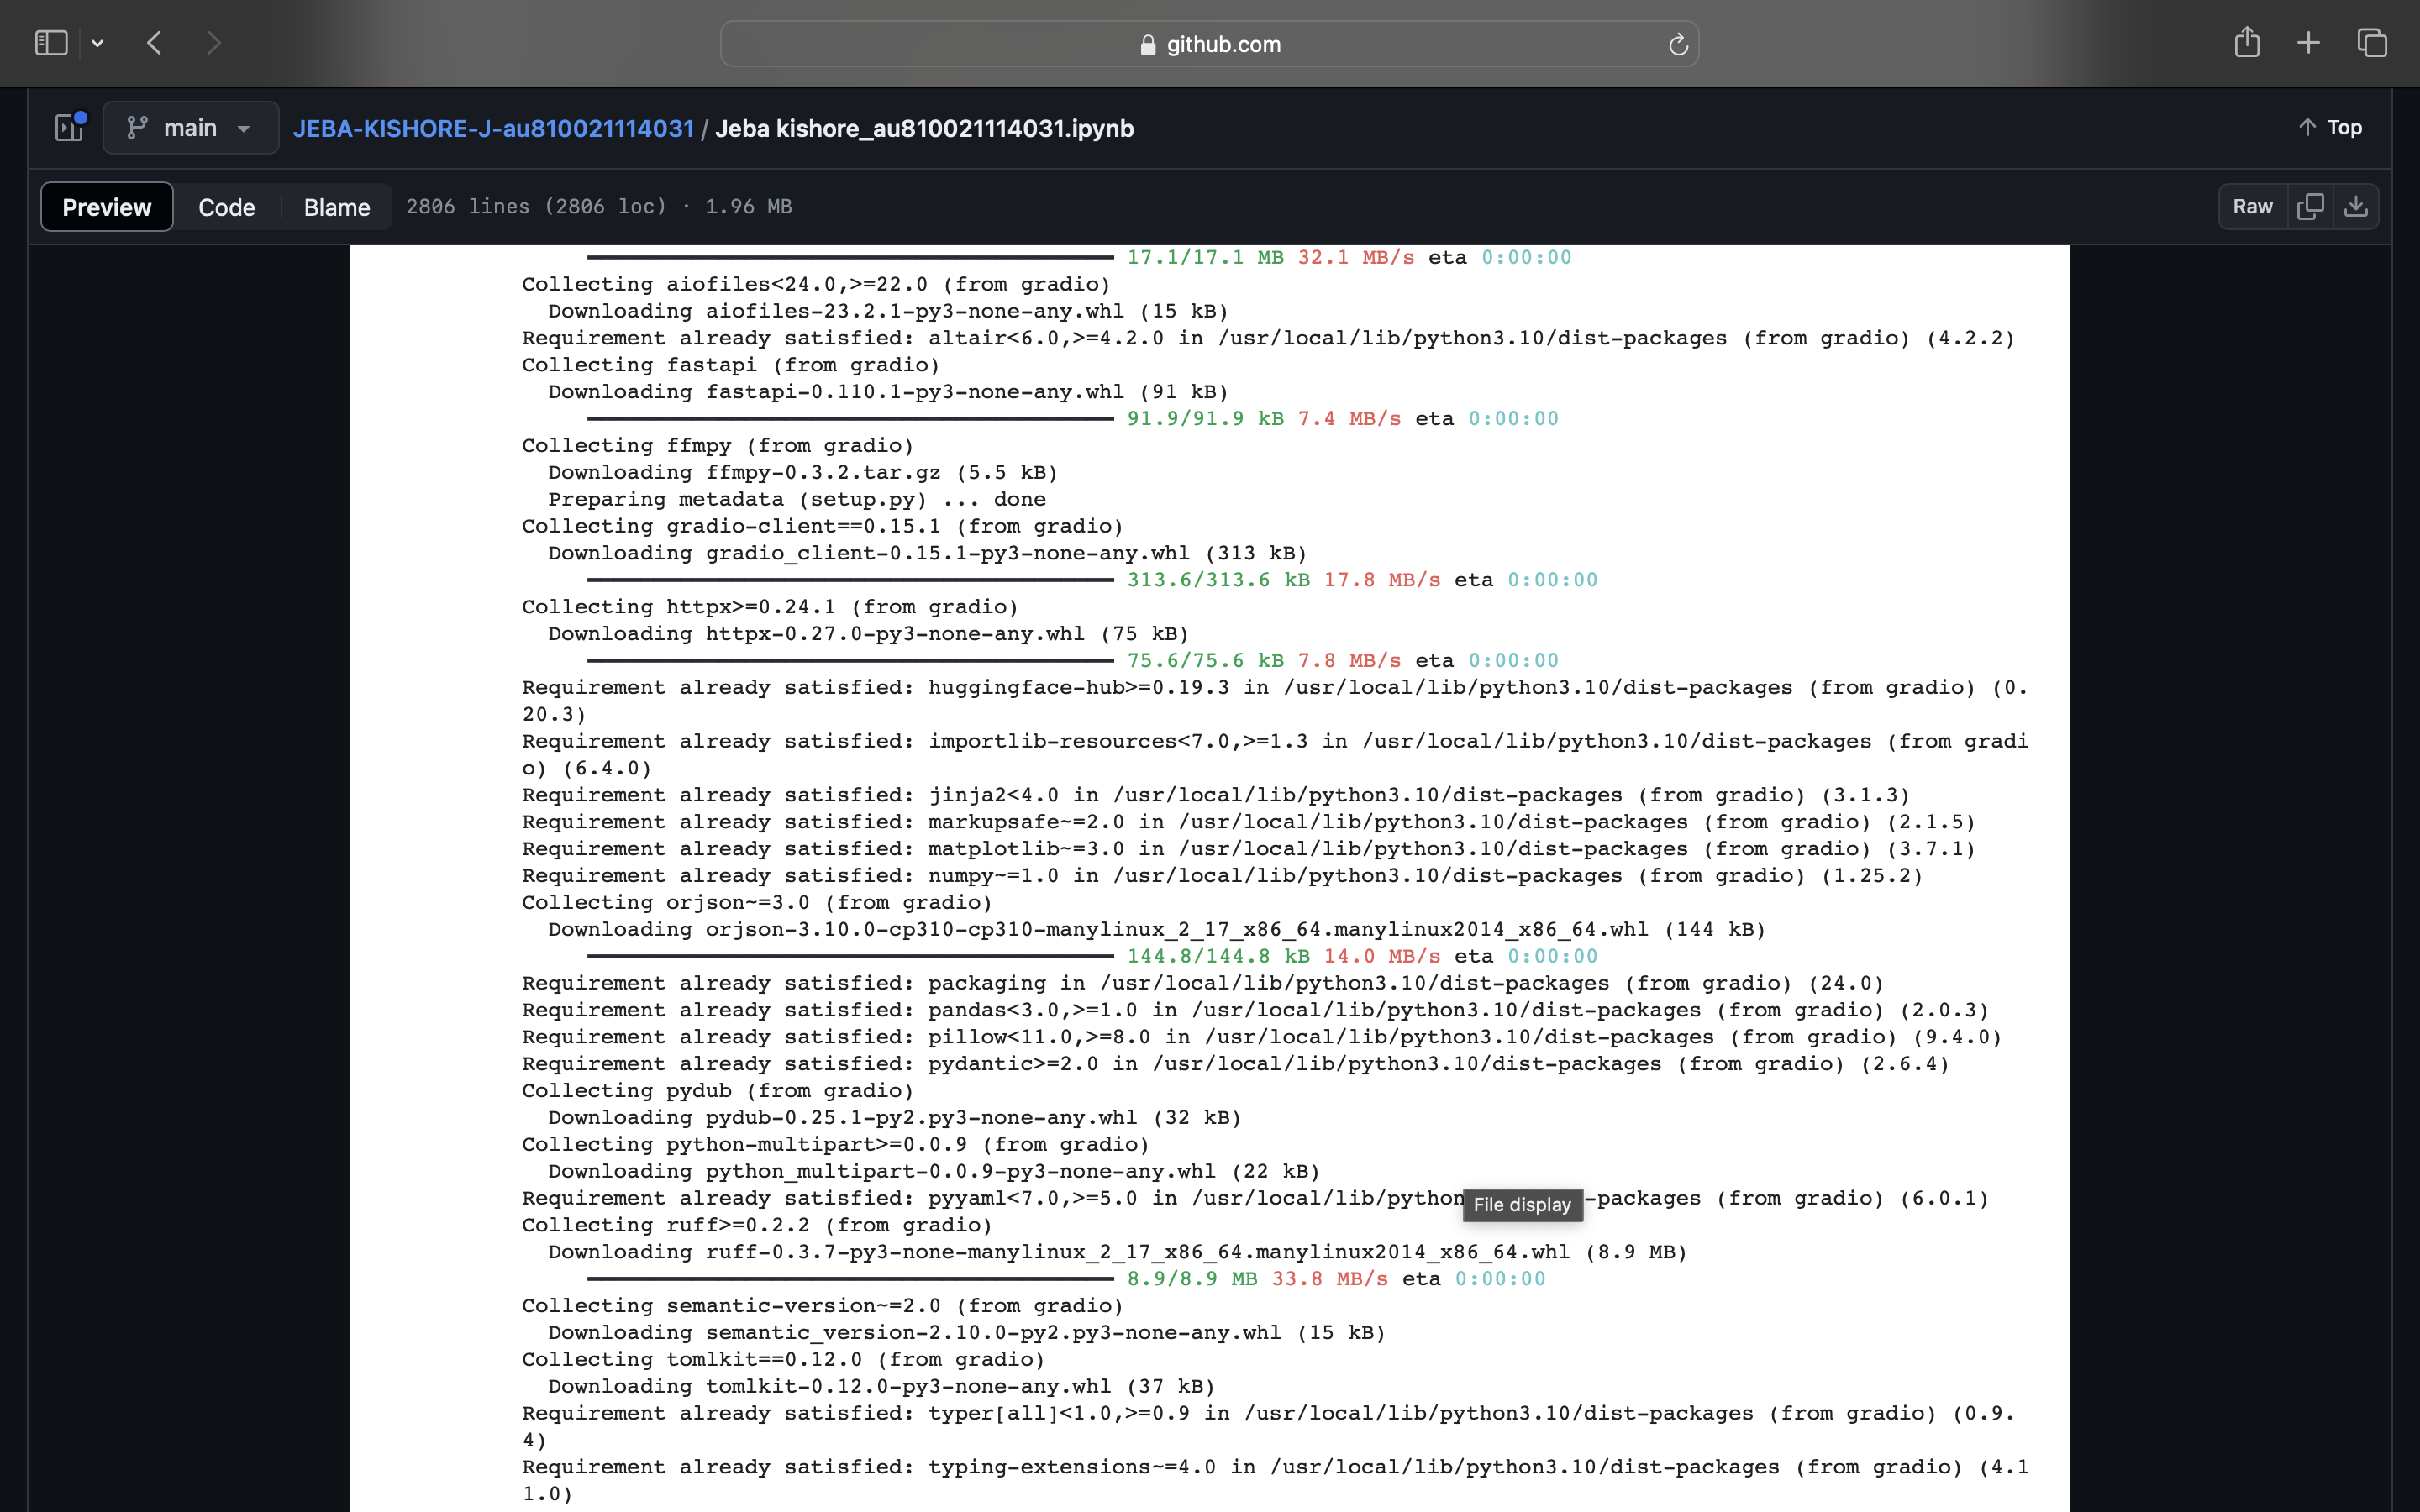 github.com
main
JEBA-KISHORE-J-au810021114031 / Jeba kishore_au810021114031.ipynb
Top
Preview Code Blame 2806 lines (2806 loc) · 1.96 MB
Raw
17.1/17.1 MB 32.1 MB/s eta 0:00:00
Collecting aiofiles<24.0,>=22.0 (from gradio)
Downloading aiofiles-23.2.1-py3-none-any.whl (15 kB)
Requirement already satisfied: altair<6.0,>=4.2.0 in /usr/local/lib/python3.10/dist-packages (from gradio) (4.2.2)
Collecting fastapi (from gradio)
Downloading fastapi-0.110.1-py3-none-any.whl (91 kB)
91.9/91.9 kB 7.4 MB/s eta 0:00:00
Collecting ffmpy (from gradio)
Downloading ffmpy-0.3.2.tar.gz (5.5 kB)
Preparing metadata (setup.py) ... done
Collecting gradio-client==0.15.1 (from gradio)
Downloading gradio_client-0.15.1-py3-none-any.whl (313 kB)
313.6/313.6 kB 17.8 MB/s eta 0:00:00
Collecting httpx>=0.24.1 (from gradio)
Downloading httpx-0.27.0-py3-none-any.whl (75 kB)
75.6/75.6 kB 7.8 MB/s eta 0:00:00
Requirement already satisfied: huggingface-hub>=0.19.3 in /usr/local/lib/python3.10/dist-packages (from gradio) (0.
20.3)
Requirement already satisfied: importlib-resources<7.0,>=1.3 in /usr/local/lib/python3.10/dist-packages (from gradi
o) (6.4.0)
Requirement already satisfied: jinja2<4.0 in /usr/local/lib/python3.10/dist-packages (from gradio) (3.1.3)
Requirement already satisfied: markupsafe~=2.0 in /usr/local/lib/python3.10/dist-packages (from gradio) (2.1.5)
Requirement already satisfied: matplotlib~=3.0 in /usr/local/lib/python3.10/dist-packages (from gradio) (3.7.1)
Requirement already satisfied: numpy~=1.0 in /usr/local/lib/python3.10/dist-packages (from gradio) (1.25.2)
Collecting orjson~=3.0 (from gradio)
Downloading orjson-3.10.0-cp310-cp310-manylinux_2_17_x86_64.manylinux2014_x86_64.whl (144 kB)
144.8/144.8 kB 14.0 MB/s eta 0:00:00
Requirement already satisfied: packaging in /usr/local/lib/python3.10/dist-packages (from gradio) (24.0)
Requirement already satisfied: pandas<3.0,>=1.0 in /usr/local/lib/python3.10/dist-packages (from gradio) (2.0.3)
Requirement already satisfied: pillow<11.0,>=8.0 in /usr/local/lib/python3.10/dist-packages (from gradio) (9.4.0)
Requirement already satisfied: pydantic>=2.0 in /usr/local/lib/python3.10/dist-packages (from gradio) (2.6.4)
Collecting pydub (from gradio)
Downloading pydub-0.25.1-py2.py3-none-any.whl (32 kB)
Collecting python-multipart>=0.0.9 (from gradio)
Downloading python_multipart-0.0.9-py3-none-any.whl (22 kB)
Requirement already satisfied: pyyaml<7.0,>=5.0 in /usr/local/lib/python File display -packages (from gradio) (6.0.1)
Collecting ruff>=0.2.2 (from gradio)
Downloading ruff-0.3.7-py3-none-manylinux_2_17_x86_64.manylinux2014_x86_64.whl (8.9 MB)
8.9/8.9 MB 33.8 MB/s eta 0:00:00
Collecting semantic-version~=2.0 (from gradio)
Downloading semantic_version-2.10.0-py2.py3-none-any.whl (15 kB)
Collecting tomlkit==0.12.0 (from gradio)
Downloading tomlkit-0.12.0-py3-none-any.whl (37 kB)
Requirement already satisfied: typer[all]<1.0,>=0.9 in /usr/local/lib/python3.10/dist-packages (from gradio) (0.9.
4)
Requirement already satisfied: typing-extensions~=4.0 in /usr/local/lib/python3.10/dist-packages (from gradio) (4.1
1.0)